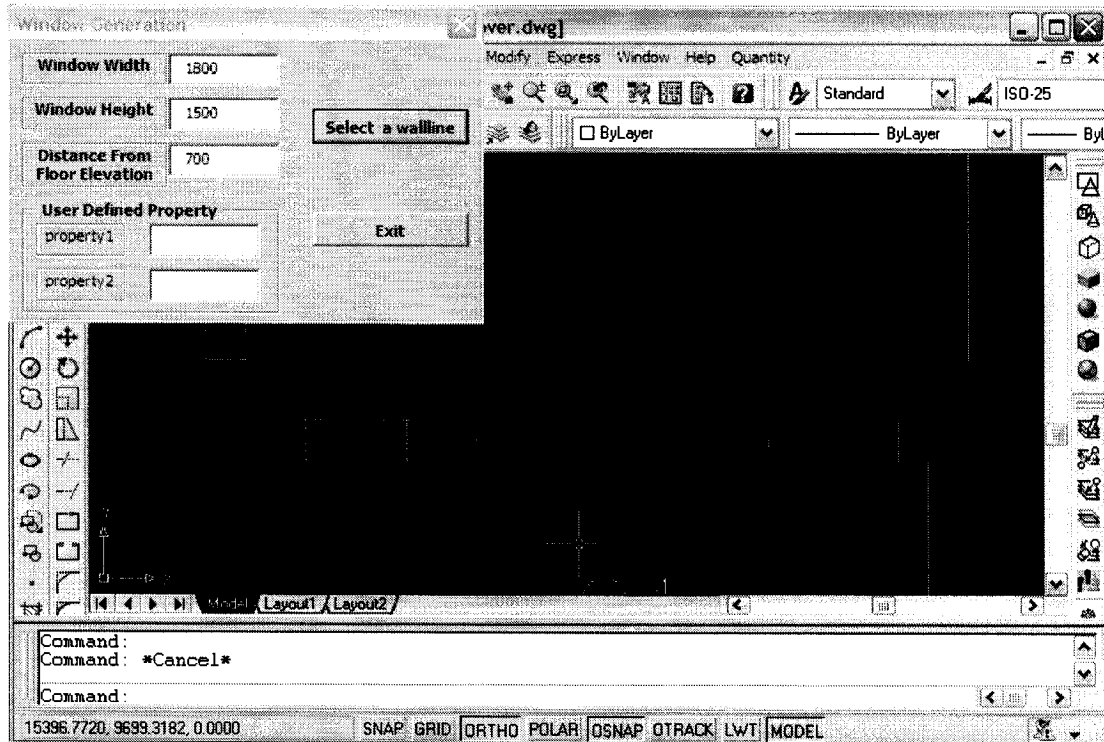 Window Generation
over.dwg]
Window Width 1800
Window Height 1500
Distance From
Floor Elevation 700
User Defined Property
property1
property2
Select a wallline
Exit
Modify Express Window Help Quantity
Standard ISO-25
ByLayer ByLayer ByL
Model Layout1 Layout2
Command:
Command: *Cancel*
Command:
15396.7720, 9699.3182, 0.0000 SNAP GRID ORTHO POLAR OSNAP OTRACK LWT MODEL